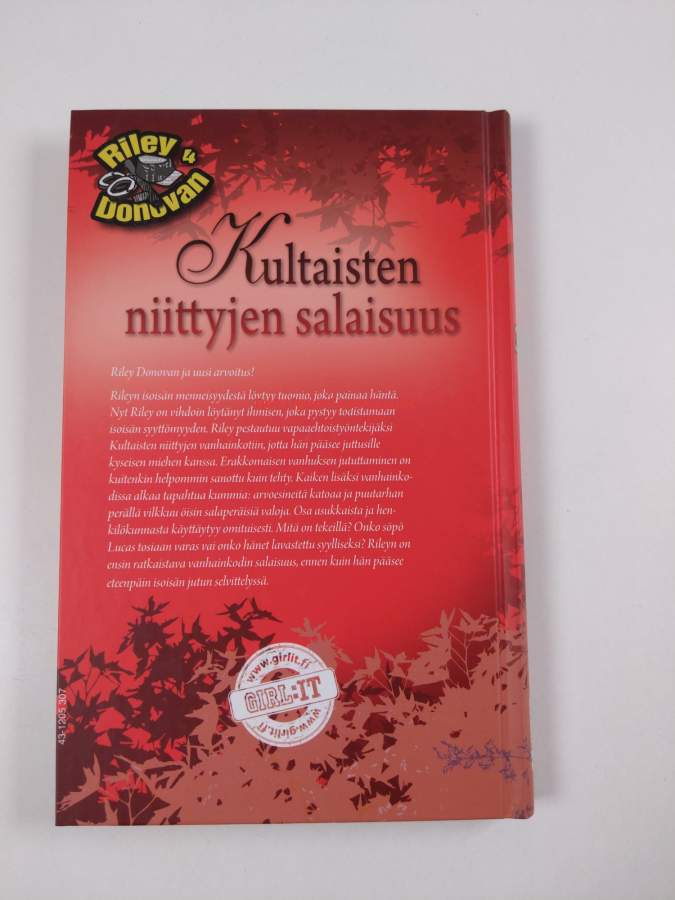 Riley 4
Donovan
Kultaisten
niittyjen salaisuus
Riley Donovan ja uusi arvoitus!
Rileyn isoisän menneisyydestä löytyy tuomio, joka painaa häntä.
Nyt Riley on vihdoin löytänyt ihmisen, joka pystyy todistamaan
isoisän syyttömyyden. Riley pestautuu vapaaehtoistyöntekijäksi
Kultaisten niittyjen vanhainkotiin, jotta hän pääsee juttusille
kyseisen miehen kanssa. Erakkomaisen vanhuksen jututtaminen on
kuitenkin helpommin sanottu kuin tehty. Kaiken lisäksi vanhainko-
dissa alkaa tapahtua kummia: arvoesineitä katoaa ja puutarhan
perällä vilkkuu öisin salaperäisiä valoja. Osa asukkaista ja hen-
kilökunnasta käyttäytyy omituisesti. Mitä on tekeillä? Onko söpö
Lucas tosiaan varas vai onko hänet lavastettu syylliseksi? Rileyn on
ensin ratkaistava vanhainkodin salaisuus, ennen kuin hän pääsee
eteenpäin isoisän jutun selvittelyssä.
www.girlit.fi
GIRL:IT
www.girlit.fi
43-1205 307